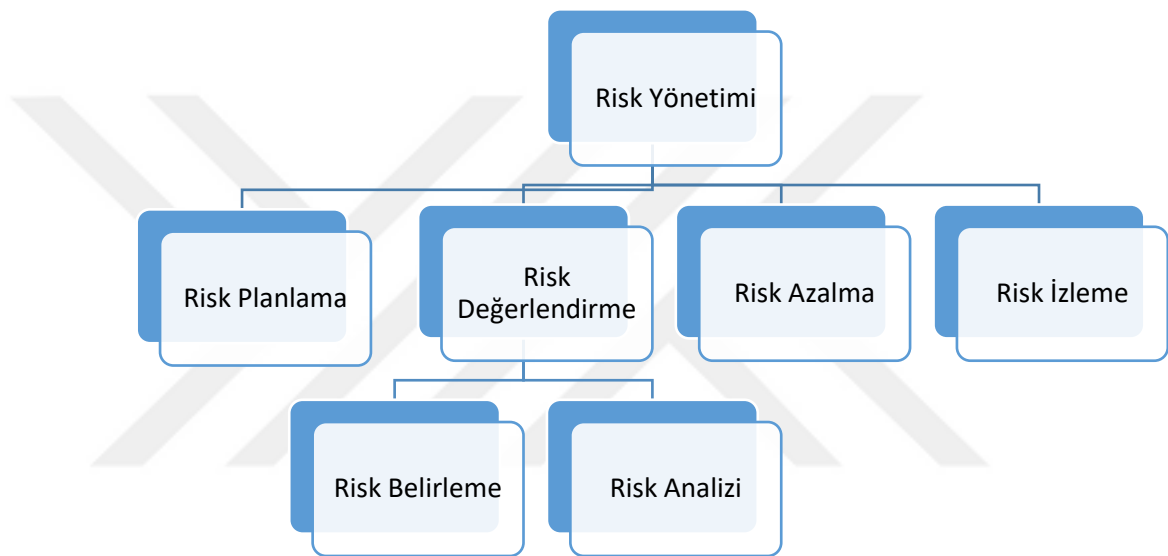 Risk Yönetimi
Risk Planlama
Risk
Değerlendirme
Risk Azalma
Risk İzleme
Risk Belirleme
Risk Analizi